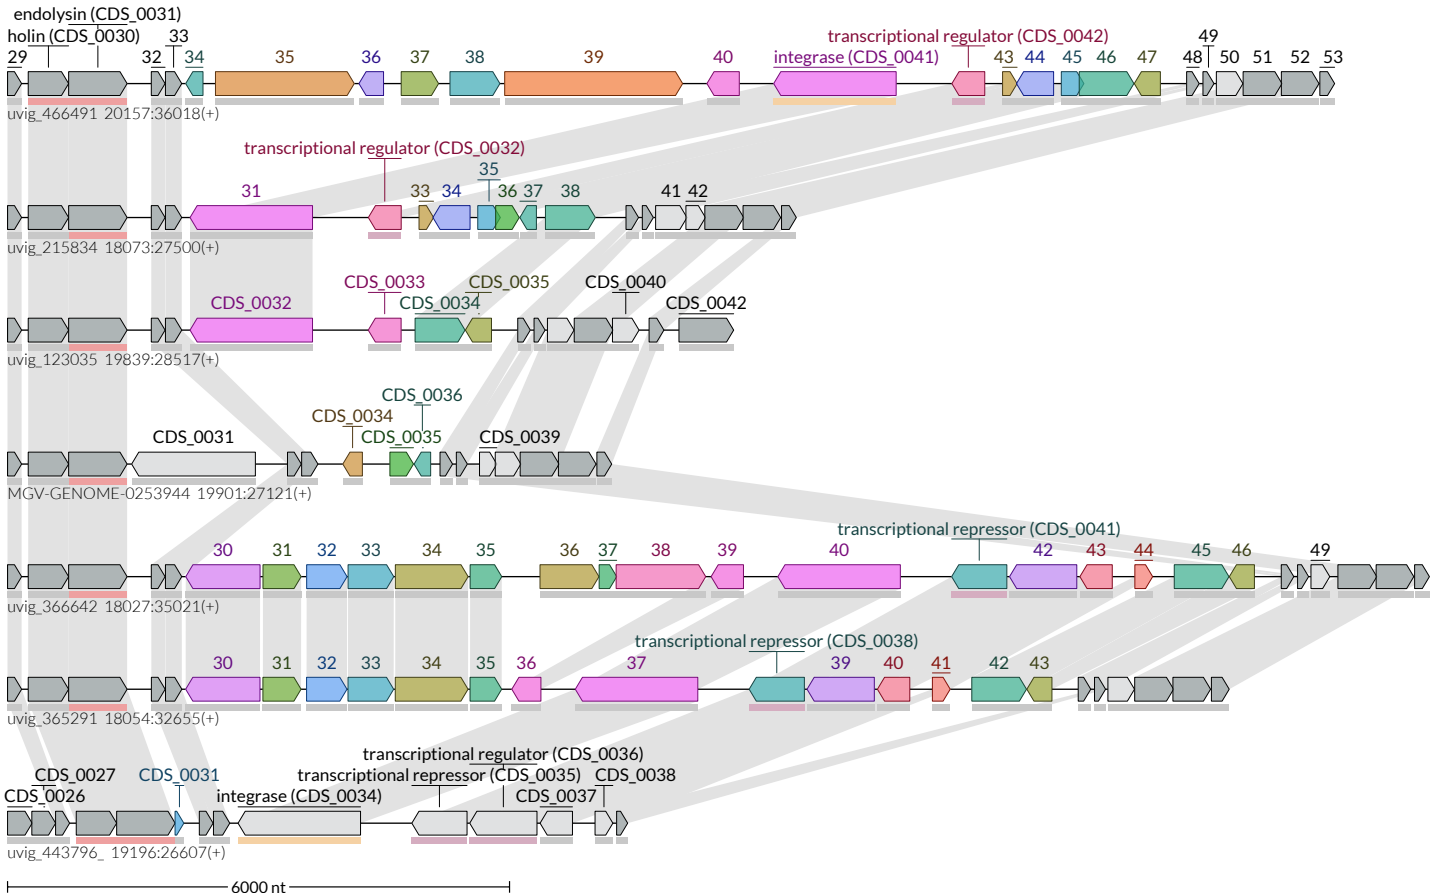 endolysin (CDS_0031)
holin (CDS_0030) 33 transcriptional regulator (CDS_0042) 49
29 32 34 35 36 37 38 39 40 integrase (CDS_0041) 43 44 45 46 47 48 50 51 52 53
uvig_466491 20157:36018(+)
transcriptional regulator (CDS_0032)
35
31 33 34 36 37 38 41 42
uvig_215834 18073:27500(+)
CDS_0033 CDS_0035 CDS_0040
CDS_0032 CDS_0034 CDS_0042
uvig_123035 19839:28517(+)
CDS_0036
CDS_0034
CDS_0031 CDS_0035 CDS_0039
MGV-GENOME-0253944 19901:27121(+)
transcriptional repressor (CDS_0041)
30 31 32 33 34 35 36 37 38 39 40 42 43 44 45 46 49
uvig_366642 18027:35021(+)
transcriptional repressor (CDS_0038)
30 31 32 33 34 35 36 37 39 40 41 42 43
uvig_365291 18054:32655(+)
transcriptional regulator (CDS_0036)
CDS_0027 CDS_0031 transcriptional repressor (CDS_0035) CDS_0038
CDS_0026 integrase (CDS_0034) CDS_0037
uvig_443796_ 19196:26607(+)
6000 nt